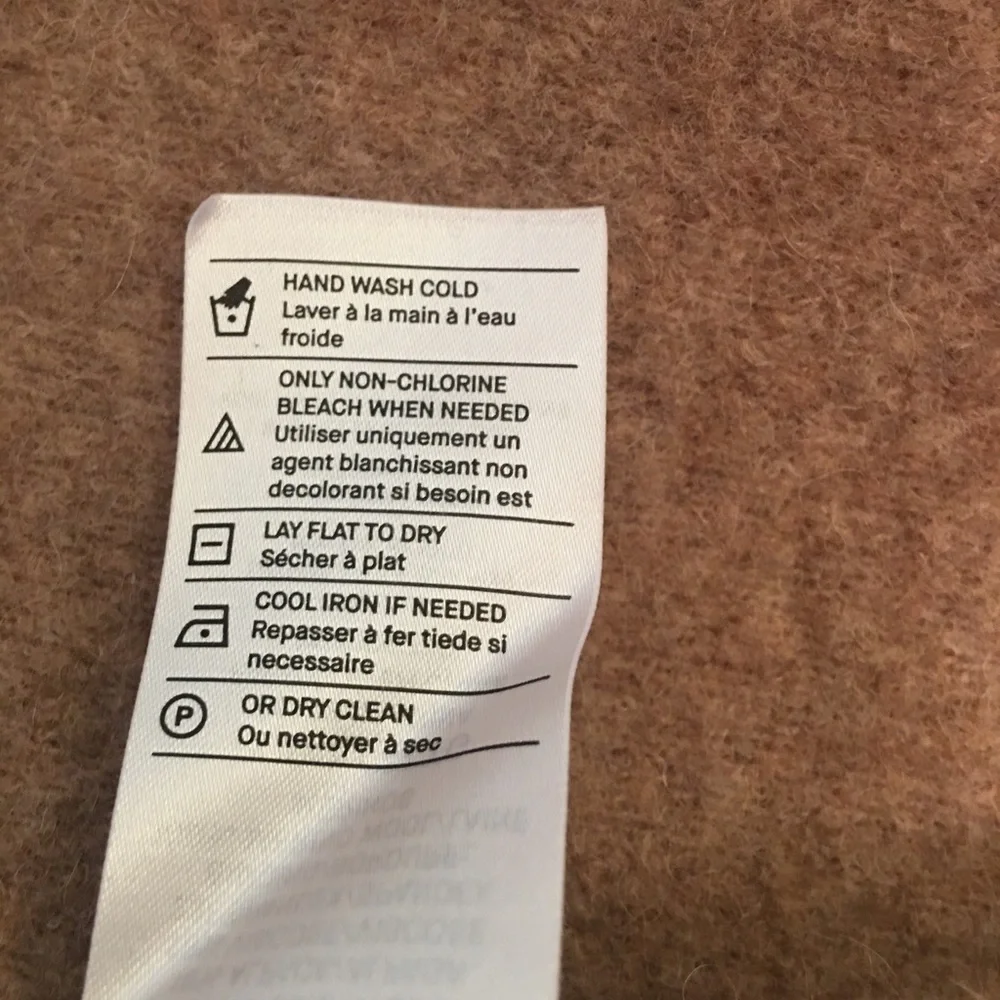 HAND WASH COLD
Laver à la main à l'eau
froide
ONLY NON-CHLORINE
BLEACH WHEN NEEDED
Utiliser uniquement un
agent blanchissant non
decolorant si besoin est
LAY FLAT TO DRY
Sécher à plat
COOL IRON IF NEEDED
Repasser à fer tiede si
necessaire
P
OR DRY CLEAN
Ou nettoyer à sec